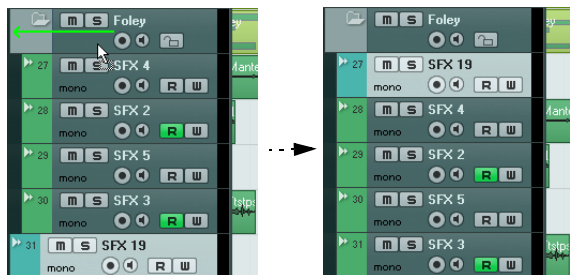 m S Foley
27 m S SFX 4
mono R W
28 m S SFX 2
mono R W
29 m S SFX 5
mono R W
30 m S SFX 3
mono R W
31 m S SFX 19
mono R W
m S Foley
27 m S SFX 19
mono R W
28 m S SFX 4
mono R W
29 m S SFX 2
mono R W
30 m S SFX 5
mono R W
31 m S SFX 3
mono R W